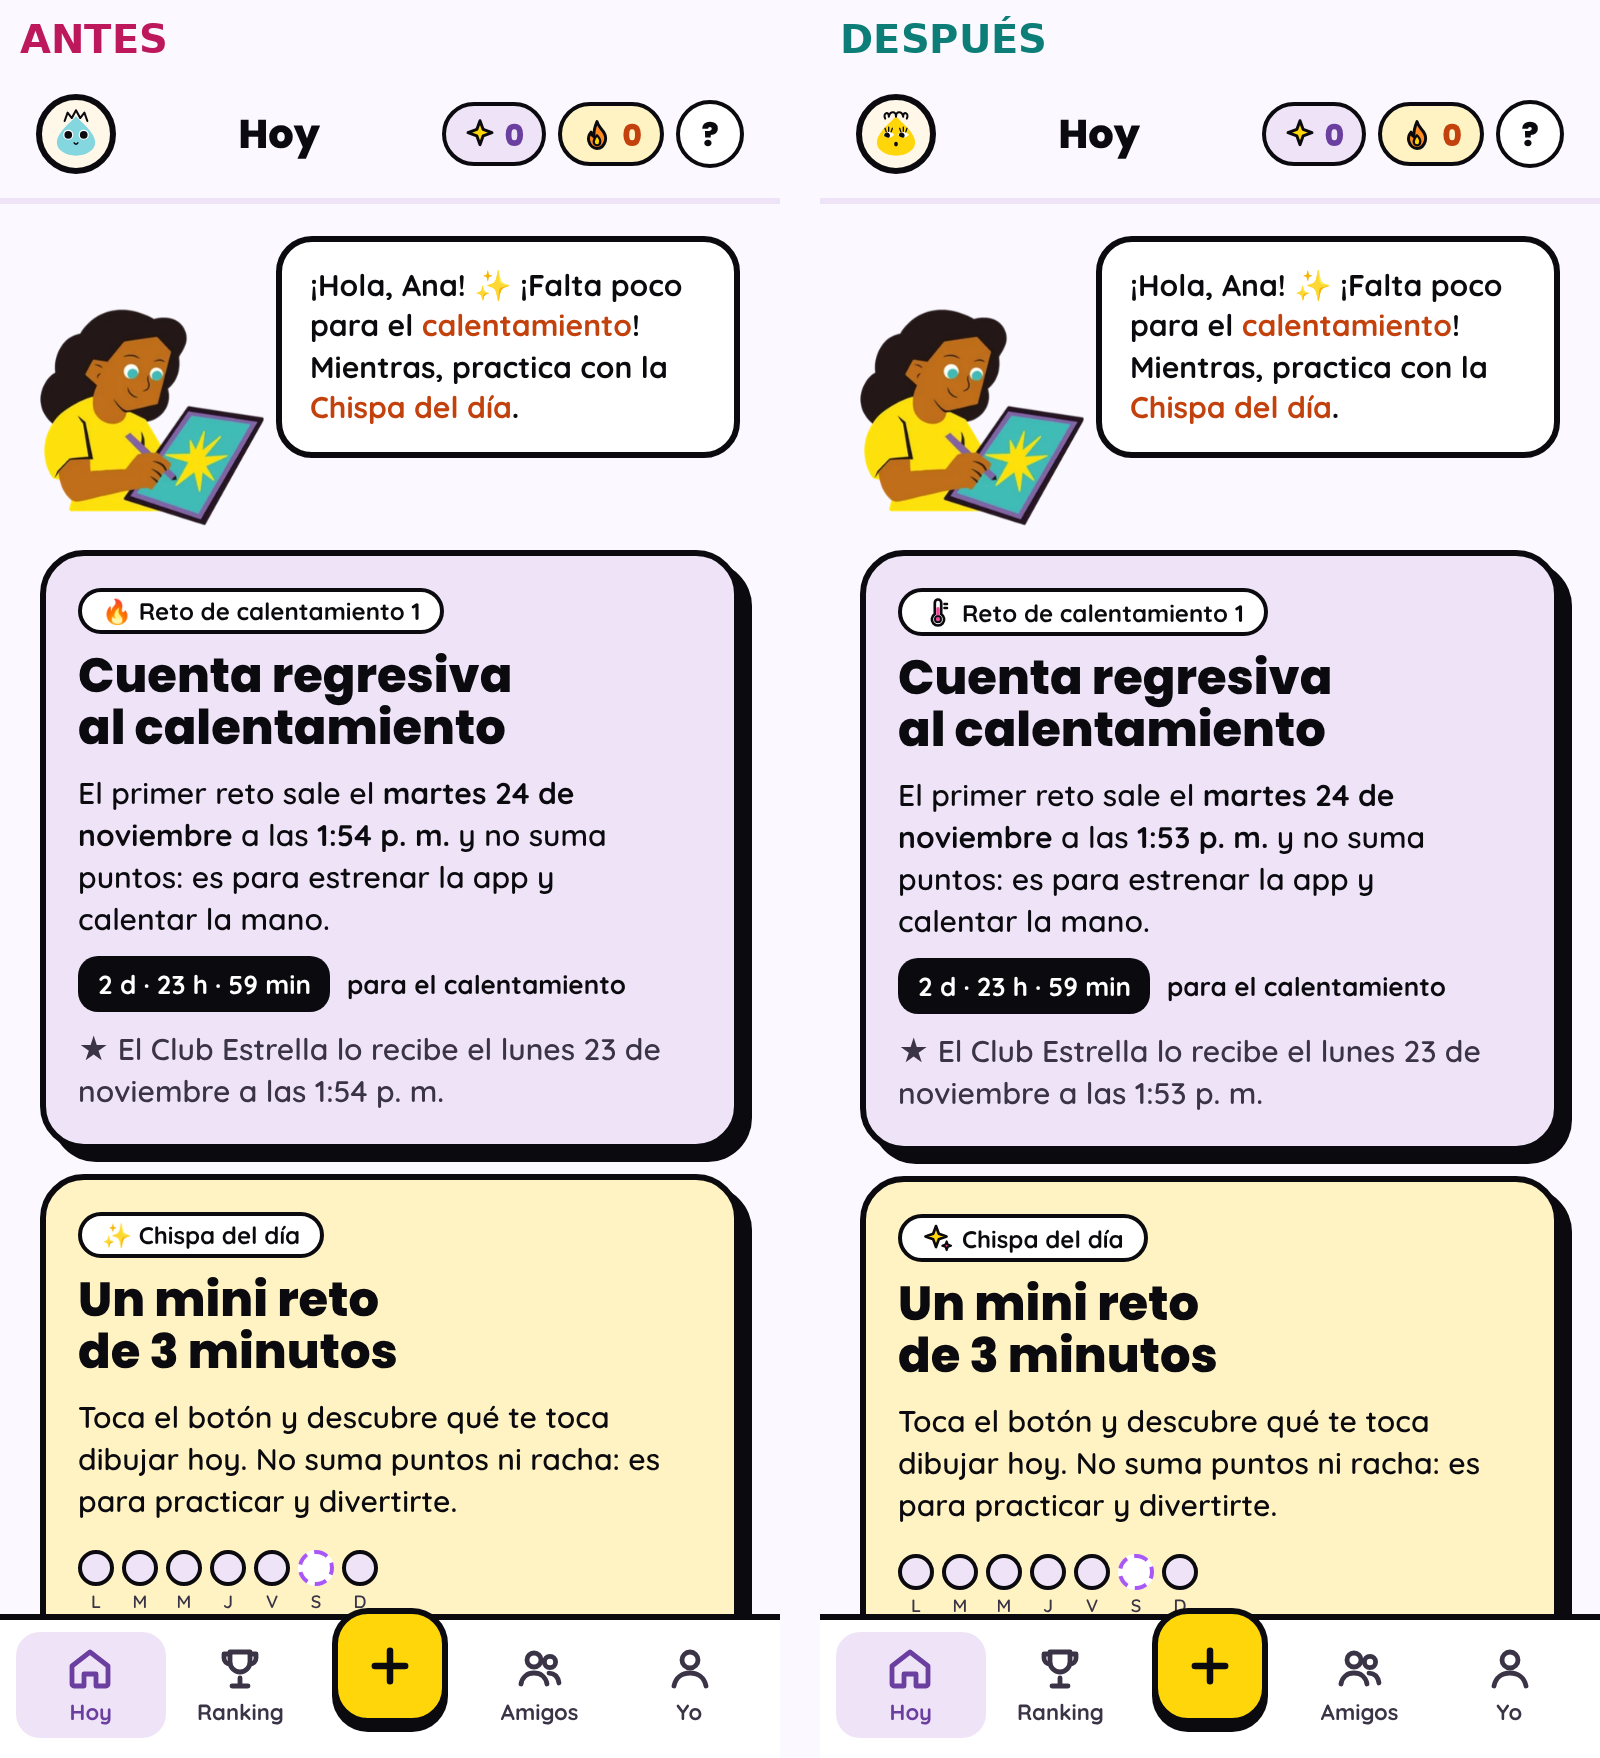 ANTES
Hoy
0
0
?
¡Hola, Ana! ✨ ¡Falta poco
para el calentamiento!
Mientras, practica con la
Chispa del día.
🔥 Reto de calentamiento 1
Cuenta regresiva
al calentamiento
El primer reto sale el martes 24 de
noviembre a las 1:54 p. m. y no suma
puntos: es para estrenar la app y
calentar la mano.
2 d · 23 h · 59 min para el calentamiento
★ El Club Estrella lo recibe el lunes 23 de
noviembre a las 1:54 p. m.
✨ Chispa del día
Un mini reto
de 3 minutos
Toca el botón y descubre qué te toca
dibujar hoy. No suma puntos ni racha: es
para practicar y divertirte.
L M M J V S D
Hoy Ranking + Amigos Yo
DESPUÉS
Hoy
0
0
?
¡Hola, Ana! ✨ ¡Falta poco
para el calentamiento!
Mientras, practica con la
Chispa del día.
Reto de calentamiento 1
Cuenta regresiva
al calentamiento
El primer reto sale el martes 24 de
noviembre a las 1:53 p. m. y no suma
puntos: es para estrenar la app y
calentar la mano.
2 d · 23 h · 59 min para el calentamiento
★ El Club Estrella lo recibe el lunes 23 de
noviembre a las 1:53 p. m.
Chispa del día
Un mini reto
de 3 minutos
Toca el botón y descubre qué te toca
dibujar hoy. No suma puntos ni racha: es
para practicar y divertirte.
L M M J V S D
Hoy Ranking + Amigos Yo